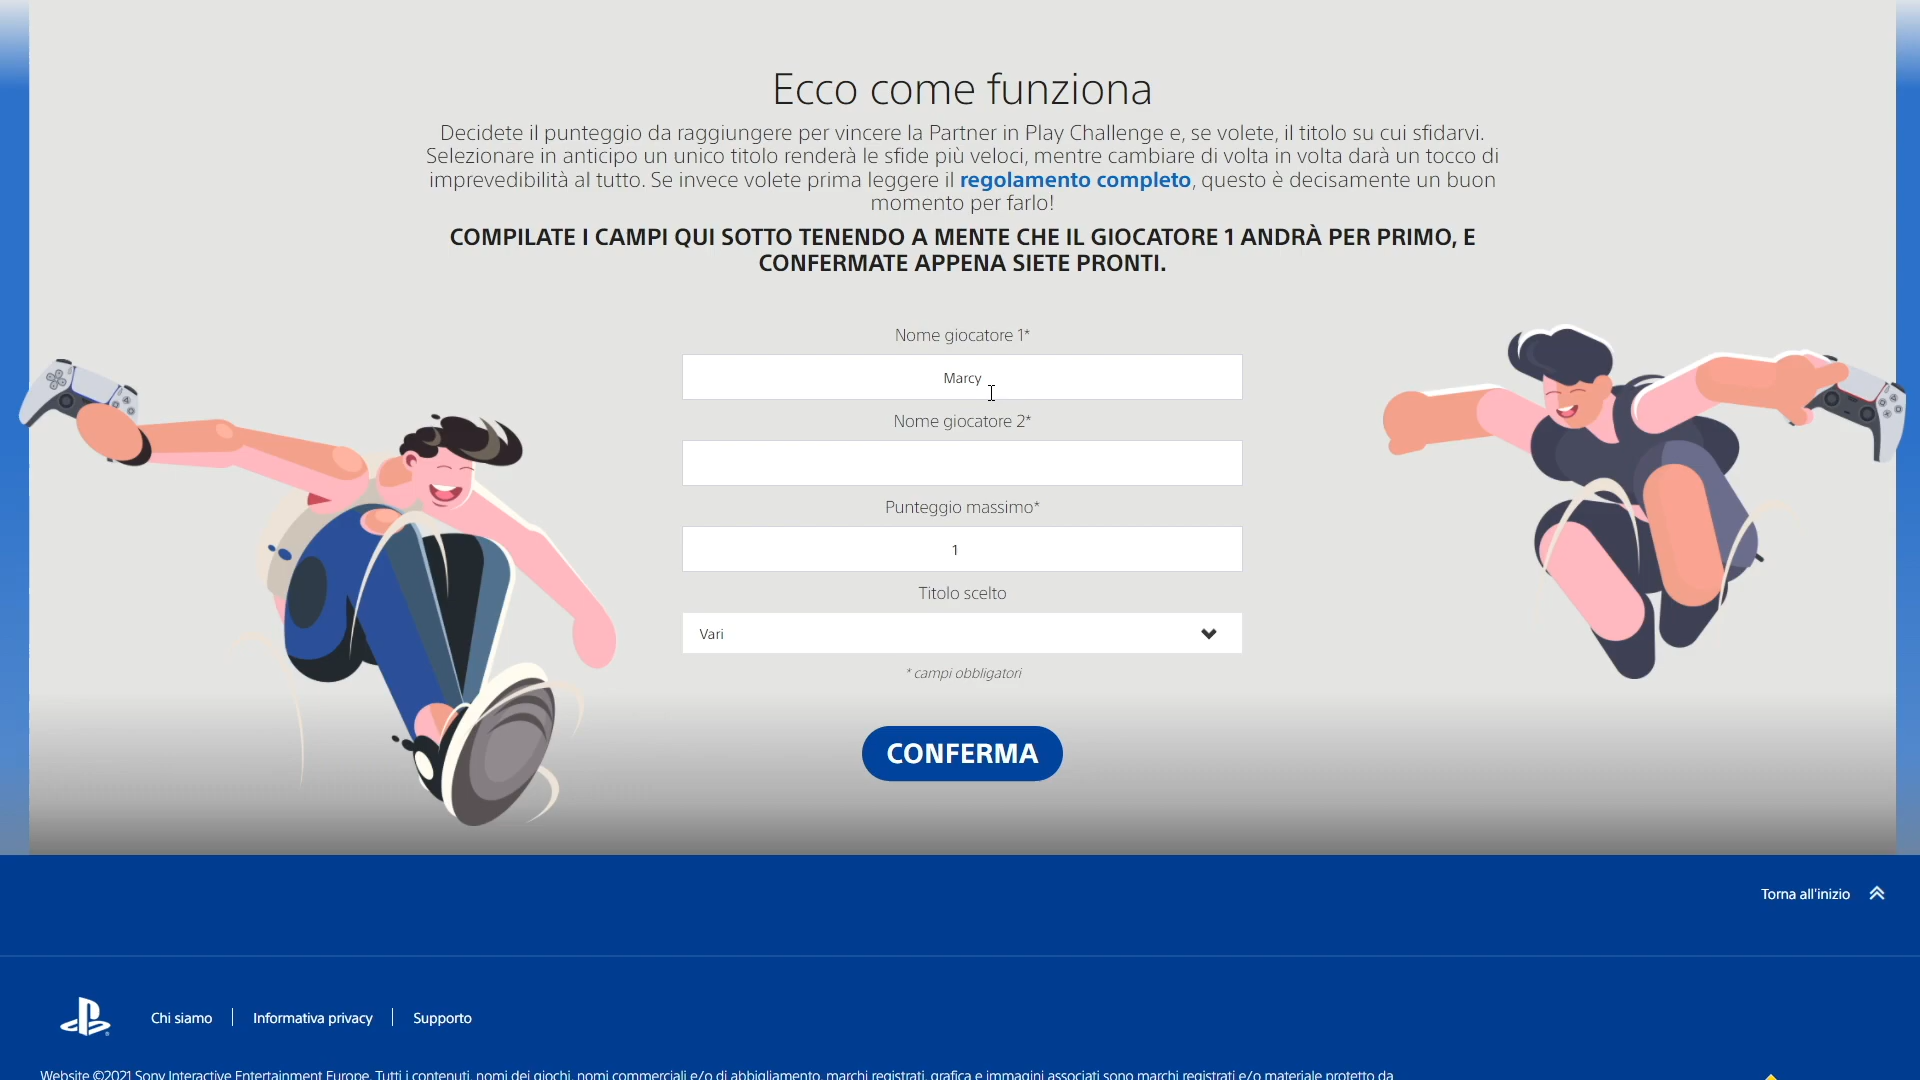 Ecco come funziona
Decidete il punteggio da raggiungere per vincere la Partner in Play Challenge e, se volete, il titolo su cui sfidarvi.
Selezionare in anticipo un unico titolo renderà le sfide più veloci, mentre cambiare di volta in volta darà un tocco di
imprevedibilità al tutto. Se invece volete prima leggere il regolamento completo, questo è decisamente un buon
momento per farlo!
COMPILATE I CAMPI QUI SOTTO TENENDO A MENTE CHE IL GIOCATORE 1 ANDRÀ PER PRIMO, E
CONFERMATE APPENA SIETE PRONTI.
Nome giocatore 1*
Marcy
Nome giocatore 2*
Punteggio massimo*
1
Titolo scelto
Vari
* campi obbligatori
CONFERMA
Torna all'inizio
Chi siamo
Informativa privacy
Supporto
Website ©2021 Sony Interactive Entertainment Europe. Tutti i contenuti, nomi dei giochi, nomi commerciali e/o di abbigliamento, marchi registrati, grafica e immagini associati sono marchi registrati e/o materiale protetto da